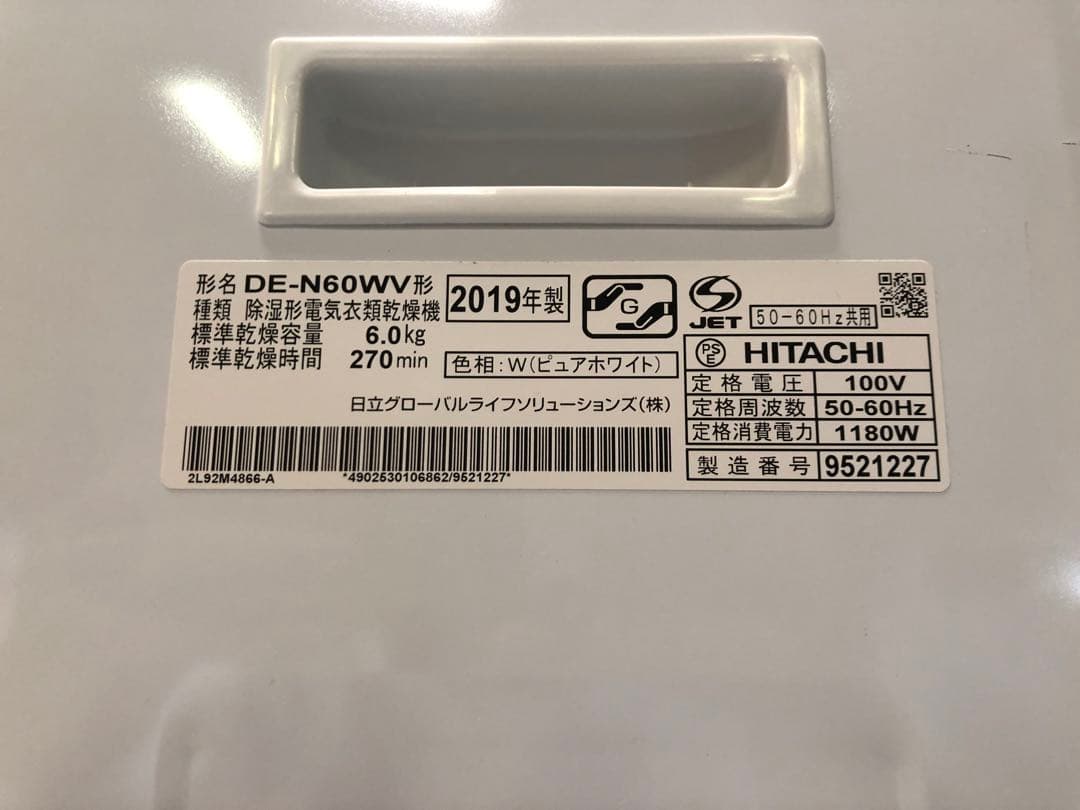 形名 DE-N60WV形
種類 除湿形電気衣類乾燥機
標準乾燥容量 6.0kg
標準乾燥時間 270min
2019年製
G
色相:W(ピュアホワイト)
日立グローバルライフソリューションズ(株)
2L92M4866-A *4902530106862/9521227*
S
JET 50-60Hz共用
PSE HITACHI
定格電圧 100V
定格周波数 50-60Hz
定格消費電力 1180W
製造番号 9521227